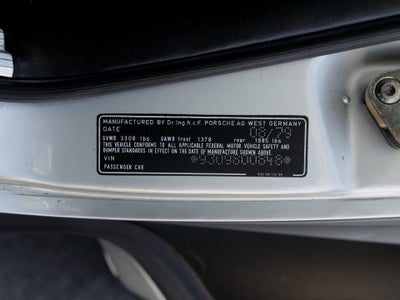 MANUFACTURED BY Dr.Ing.h.c.F. PORSCHE AG WEST GERMANY
DATE 08/79
GVWR 3308 lbs GAWR front 1378 rear 1985 lbs
THIS VEHICLE CONFORMS TO ALL APPLICABLE FEDERAL MOTOR VEHICLE SAFETY AND
BUMPER STANDARDS IN EFFECT ON THE DATE OF MANUFACTURE SHOWN ABOVE
VIN *9309800848*
PASSENGER CAR